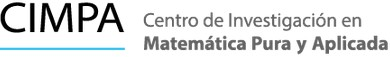 CIMPA
Centro de Investigación en
Matemática Pura y Aplicada